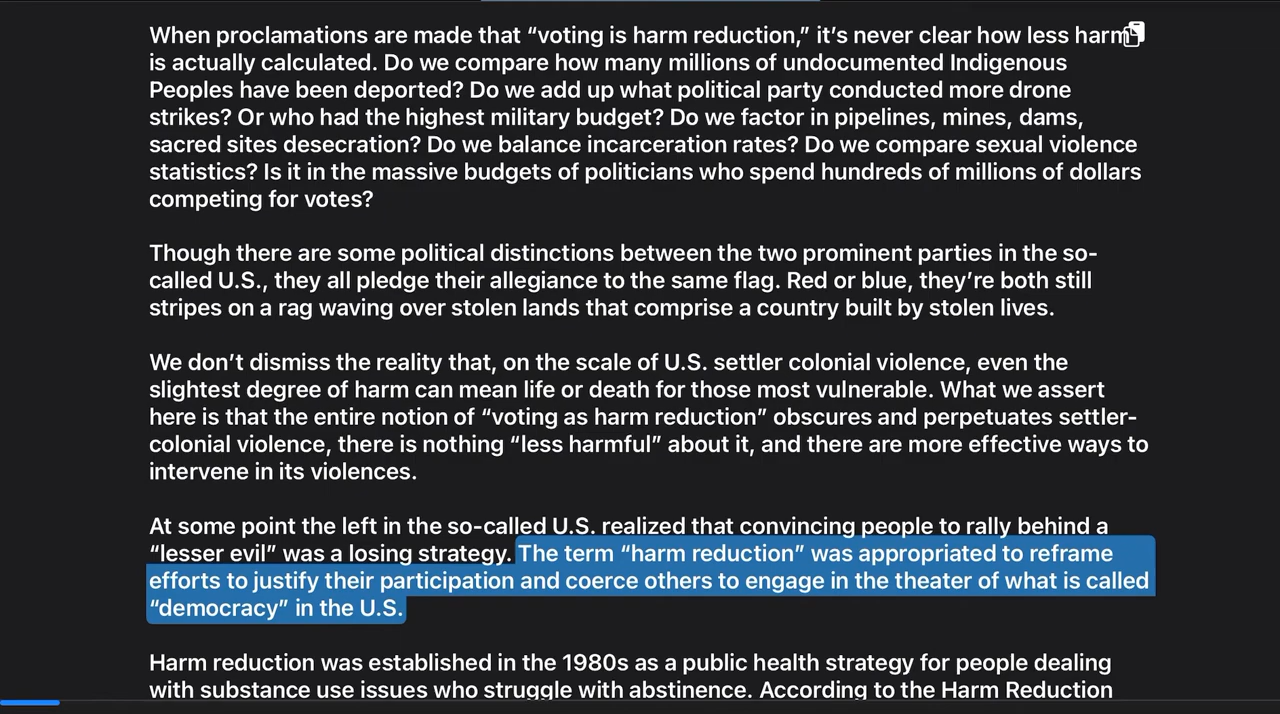 When proclamations are made that “voting is harm reduction,” it’s never clear how less harm
is actually calculated. Do we compare how many millions of undocumented Indigenous
Peoples have been deported? Do we add up what political party conducted more drone
strikes? Or who had the highest military budget? Do we factor in pipelines, mines, dams,
sacred sites desecration? Do we balance incarceration rates? Do we compare sexual violence
statistics? Is it in the massive budgets of politicians who spend hundreds of millions of dollars
competing for votes?
Though there are some political distinctions between the two prominent parties in the so-
called U.S., they all pledge their allegiance to the same flag. Red or blue, they’re both still
stripes on a rag waving over stolen lands that comprise a country built by stolen lives.
We don’t dismiss the reality that, on the scale of U.S. settler colonial violence, even the
slightest degree of harm can mean life or death for those most vulnerable. What we assert
here is that the entire notion of “voting as harm reduction” obscures and perpetuates settler-
colonial violence, there is nothing “less harmful” about it, and there are more effective ways to
intervene in its violences.
At some point the left in the so-called U.S. realized that convincing people to rally behind a
“lesser evil” was a losing strategy. The term “harm reduction” was appropriated to reframe
efforts to justify their participation and coerce others to engage in the theater of what is called
“democracy” in the U.S.
Harm reduction was established in the 1980s as a public health strategy for people dealing
with substance use issues who struggle with abstinence. According to the Harm Reduction